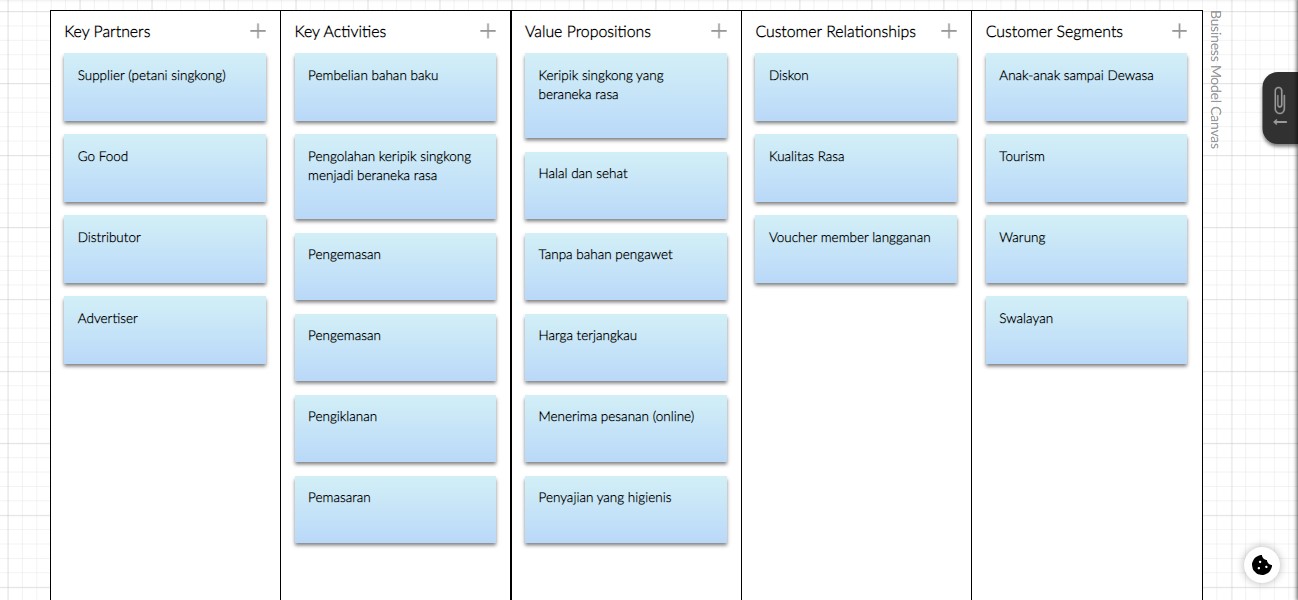 Key Partners
Supplier (petani singkong)
Go Food
Distributor
Advertiser
Key Activities
Pembelian bahan baku
Pengolahan keripik singkong
menjadi beraneka rasa
Pengemasan
Pengemasan
Pengiklanan
Pemasaran
Value Propositions
Keripik singkong yang
beraneka rasa
Halal dan sehat
Tanpa bahan pengawet
Harga terjangkau
Menerima pesanan (online)
Penyajian yang higienis
Customer Relationships
Diskon
Kualitas Rasa
Voucher member langganan
Customer Segments
Anak-anak sampai Dewasa
Tourism
Warung
Swalayan
Business Model Canvas